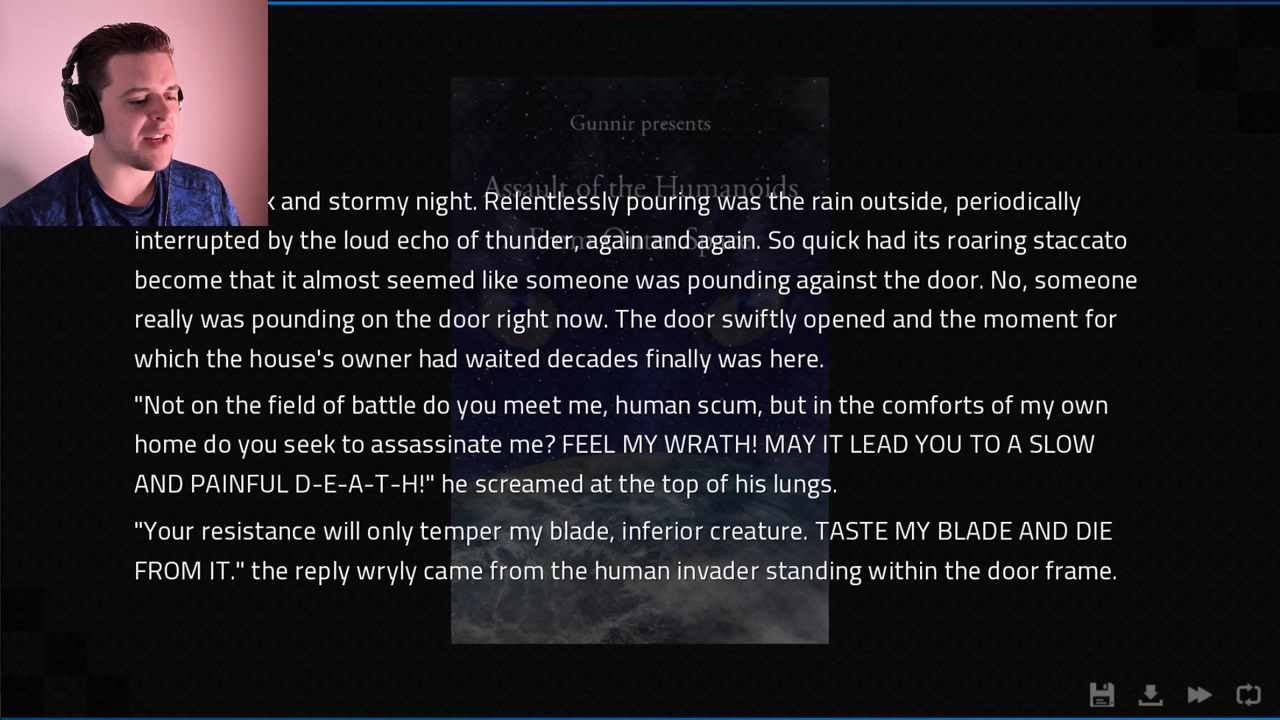 Gunnir presents
Assault of the Humanoids
From Outer Space
and stormy night. Relentlessly pouring was the rain outside, periodically
interrupted by the loud echo of thunder, again and again. So quick had its roaring staccato
become that it almost seemed like someone was pounding against the door. No, someone
really was pounding on the door right now. The door swiftly opened and the moment for
which the house's owner had waited decades finally was here.
"Not on the field of battle do you meet me, human scum, but in the comforts of my own
home do you seek to assassinate me? FEEL MY WRATH! MAY IT LEAD YOU TO A SLOW
AND PAINFUL D-E-A-T-H!" he screamed at the top of his lungs.
"Your resistance will only temper my blade, inferior creature. TASTE MY BLADE AND DIE
FROM IT." the reply wryly came from the human invader standing within the door frame.